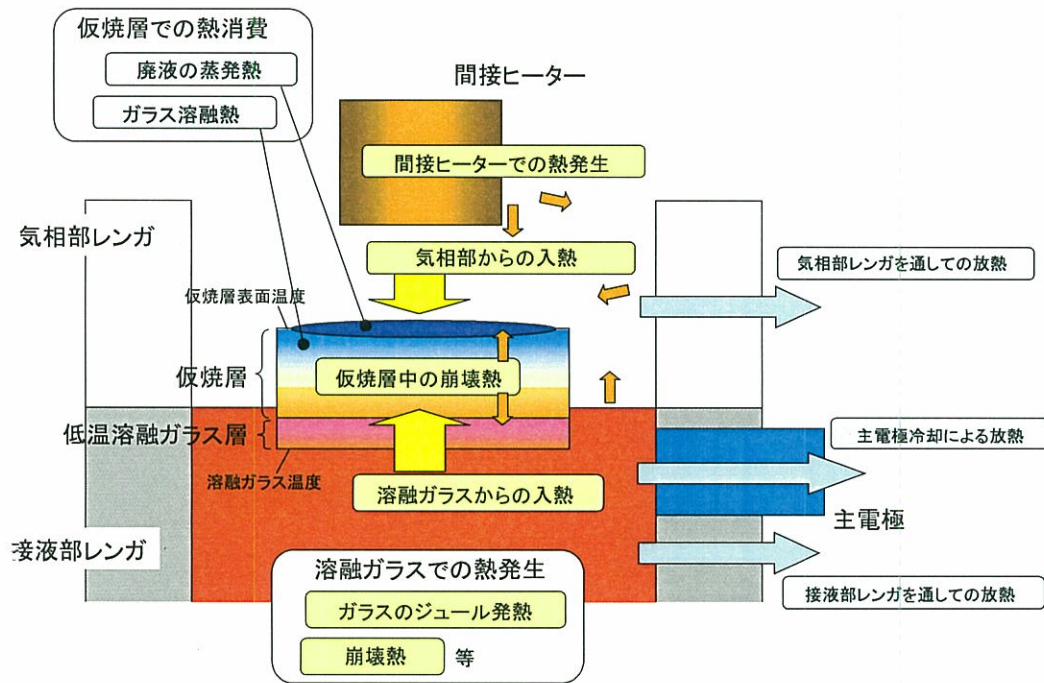 仮焼層での熱消費
廃液の蒸発熱
ガラス溶融熱
間接ヒーター
間接ヒーターでの熱発生
気相部レンガ
気相部からの入熱
気相部レンガを通しての放熱
仮焼層表面温度
仮焼層
仮焼層中の崩壊熱
低温溶融ガラス層
主電極冷却による放熱
溶融ガラス温度
溶融ガラスからの入熱
主電極
接液部レンガ
溶融ガラスでの熱発生
接液部レンガを通しての放熱
ガラスのジュール発熱
崩壊熱 等